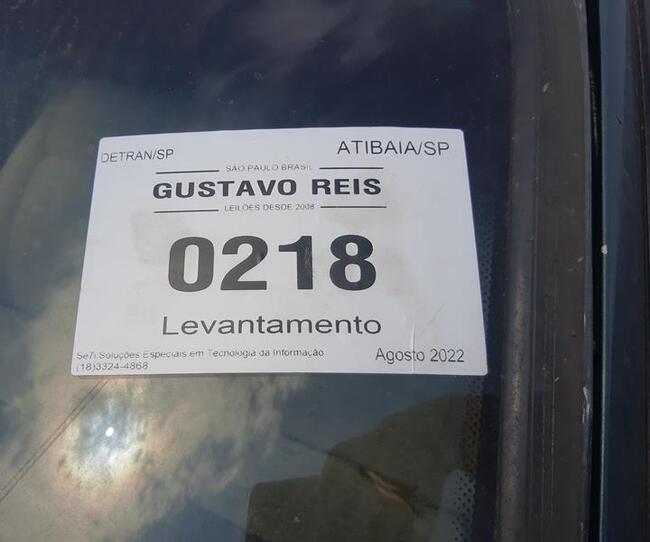 DETRAN/SP ATIBAIA/SP
SÃO PAULO BRASIL
GUSTAVO REIS
LEILÕES DESDE 2008
0218
Levantamento
Se7i Soluções Especiais em Tecnologia da Informação
(18)3324-4868 Agosto 2022